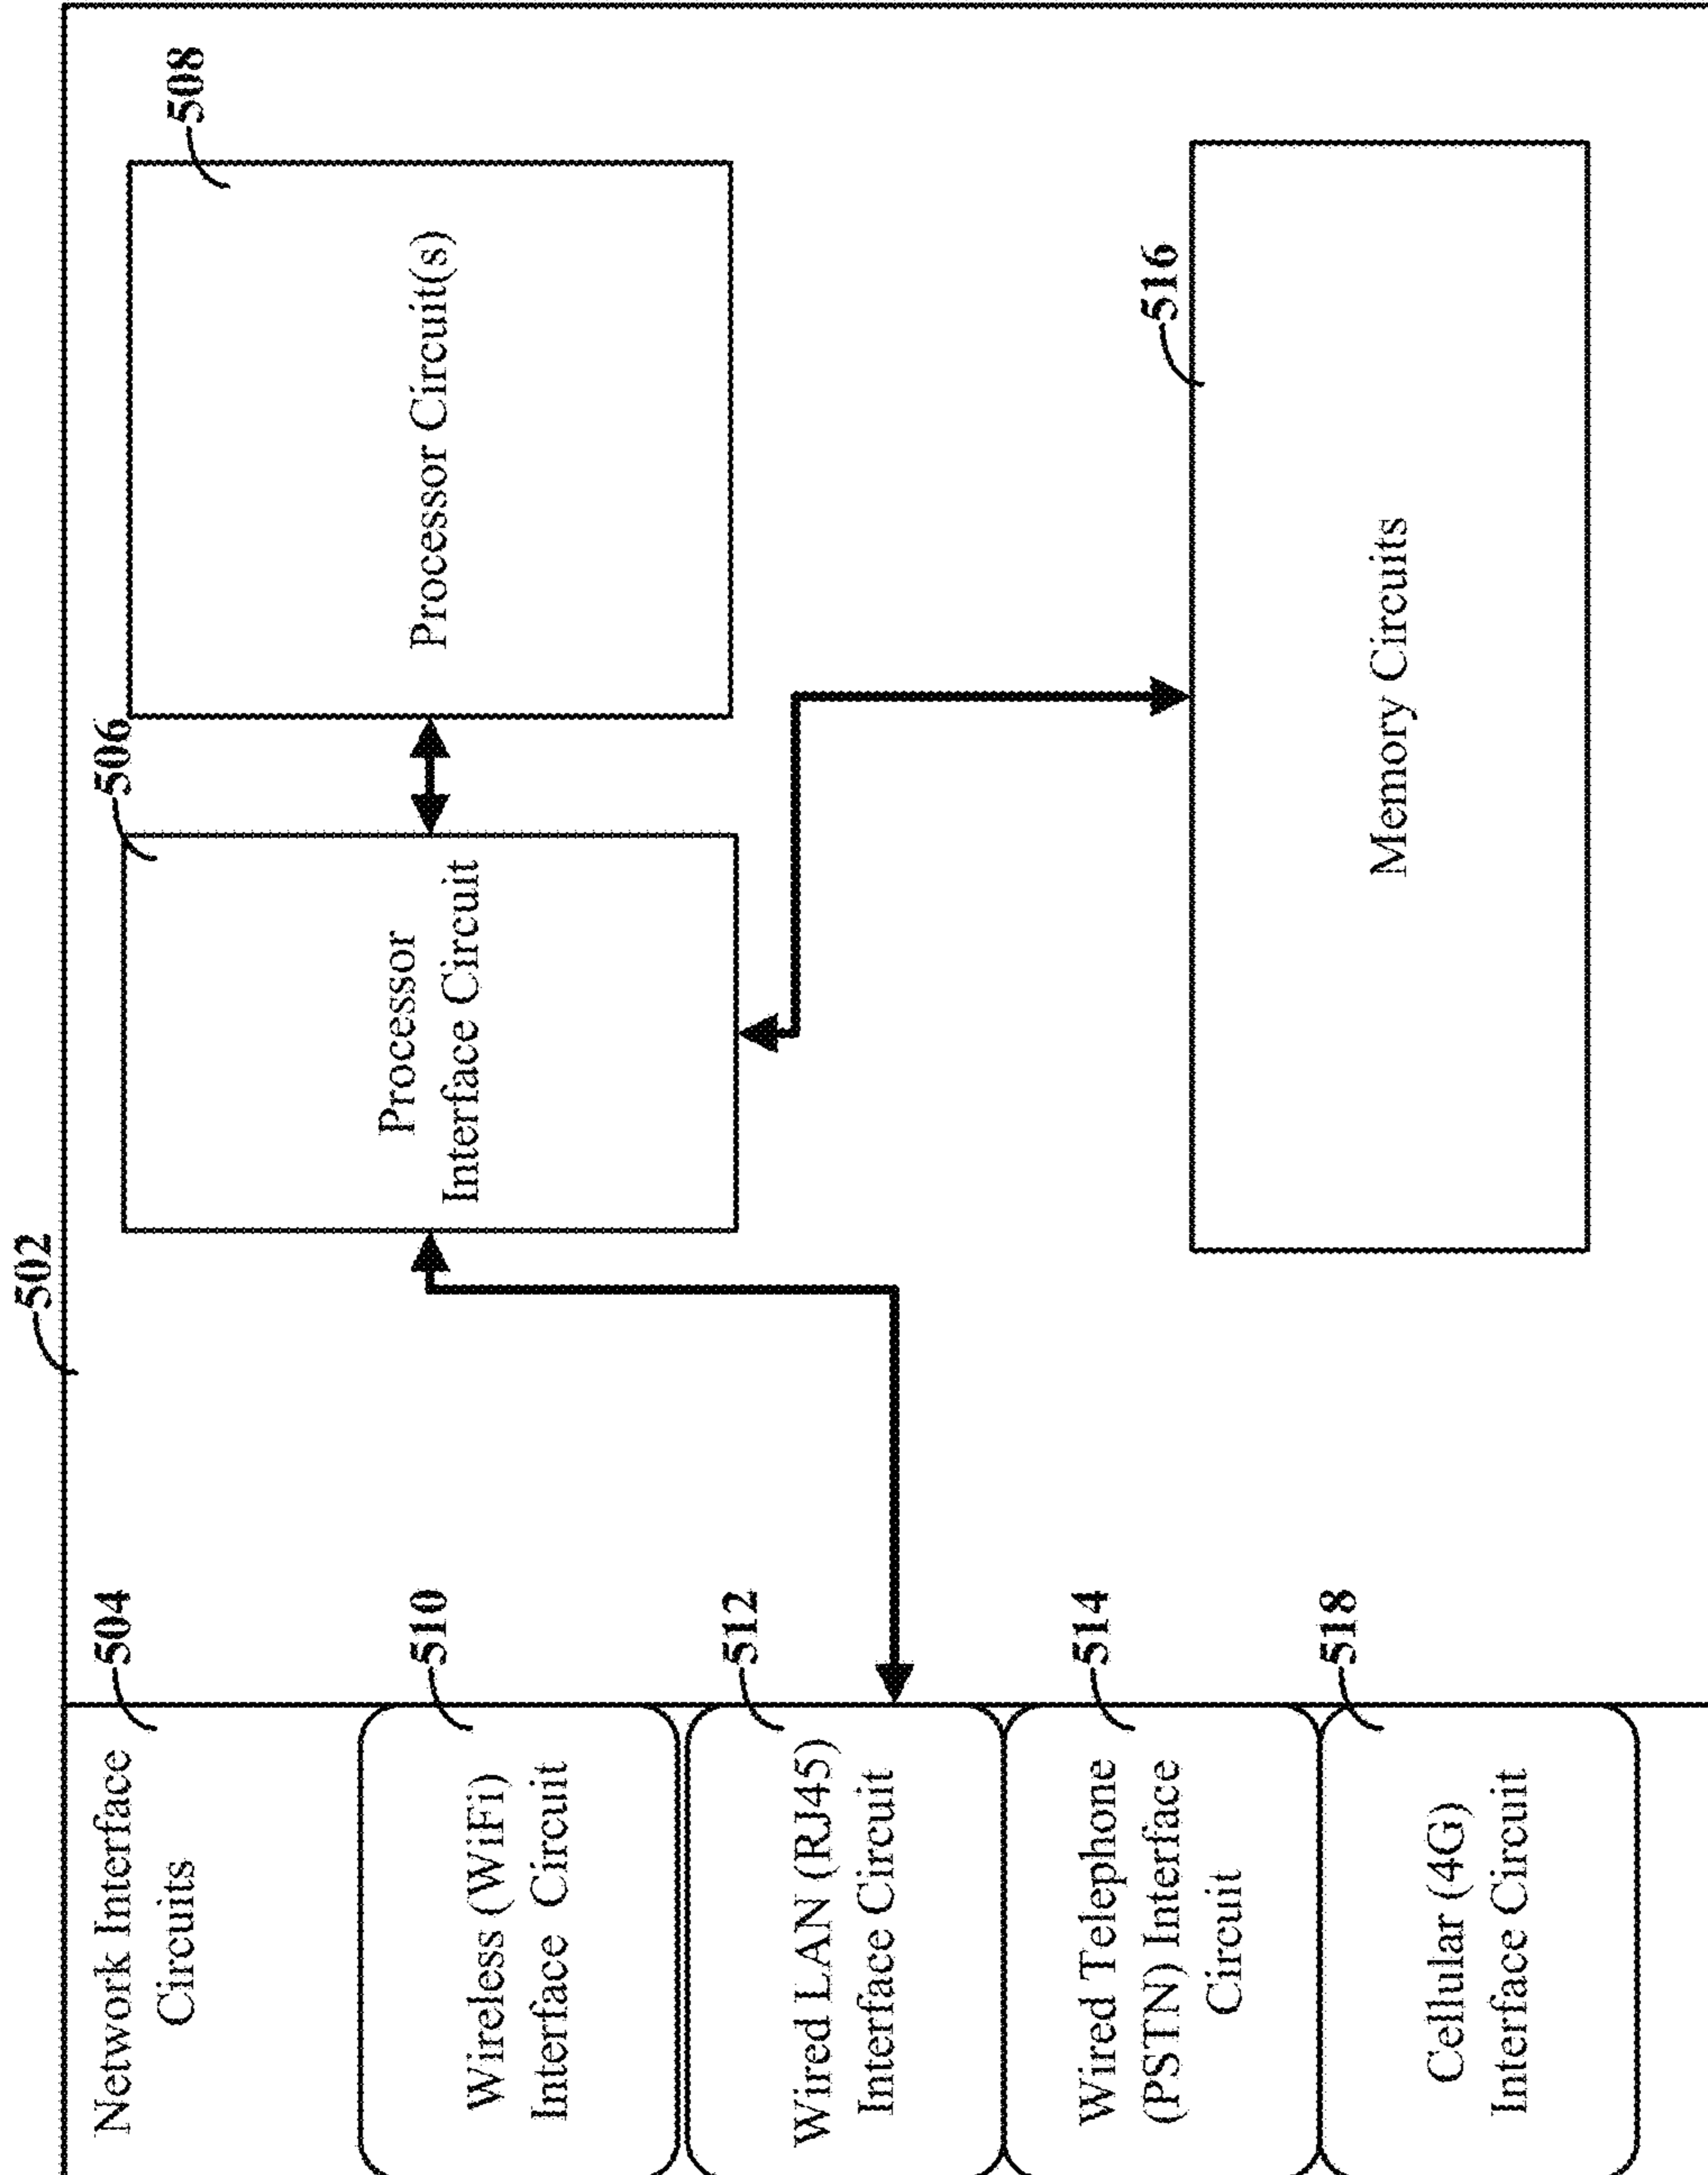 502
Network Interface
Circuits
504
Wireless (WiFi)
Interface Circuit
510
Wired LAN (RJ45)
Interface Circuit
512
Wired Telephone
(PSTN) Interface
Circuit
514
Cellular (4G)
Interface Circuit
518
Processor
Interface Circuit
506
Processor Circuit(s)
508
Memory Circuits
516